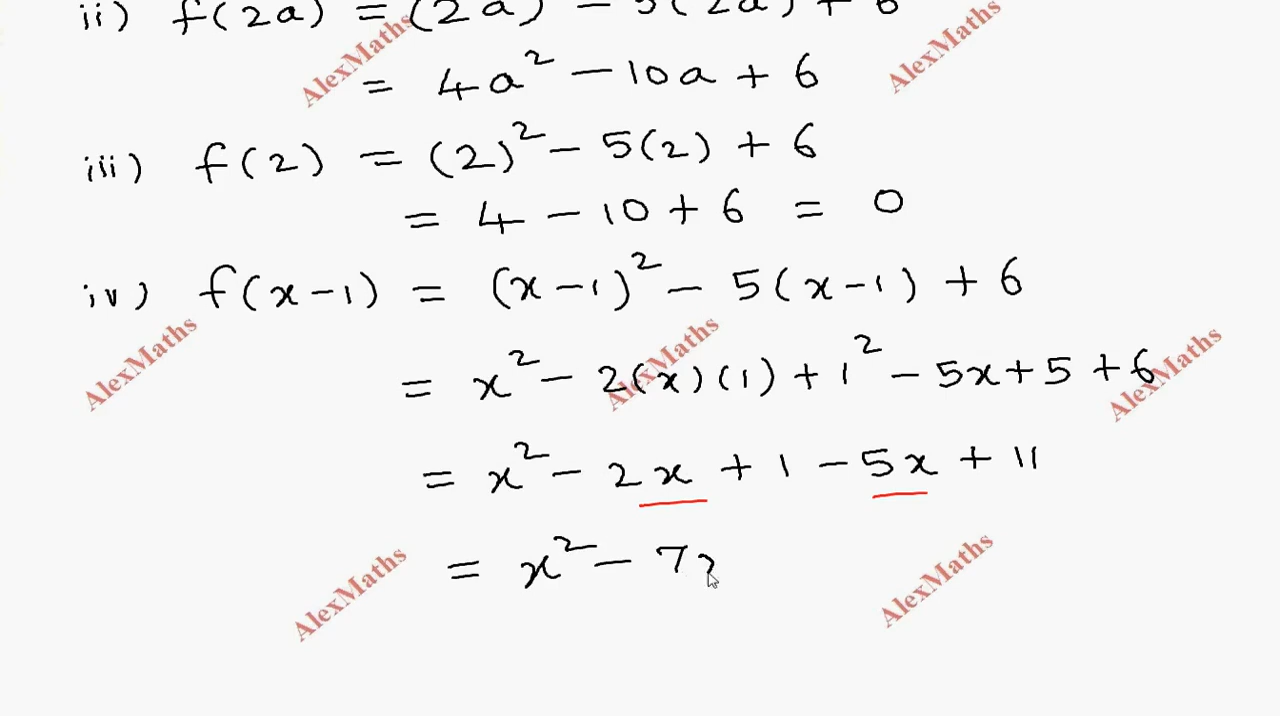 ii) f(2a) = (2a) - 5(2a) + 6
= 4a² - 10a + 6
iii) f(2) = (2)² - 5(2) + 6
= 4 - 10 + 6 = 0
iv) f(x-1) = (x-1)² - 5(x-1) + 6
= x² - 2(x)(1) + 1² - 5x + 5 + 6
= x² - 2x + 1 - 5x + 11
= x² - 7
AlexMaths
AlexMaths
AlexMaths
AlexMaths
AlexMaths
AlexMaths
AlexMaths